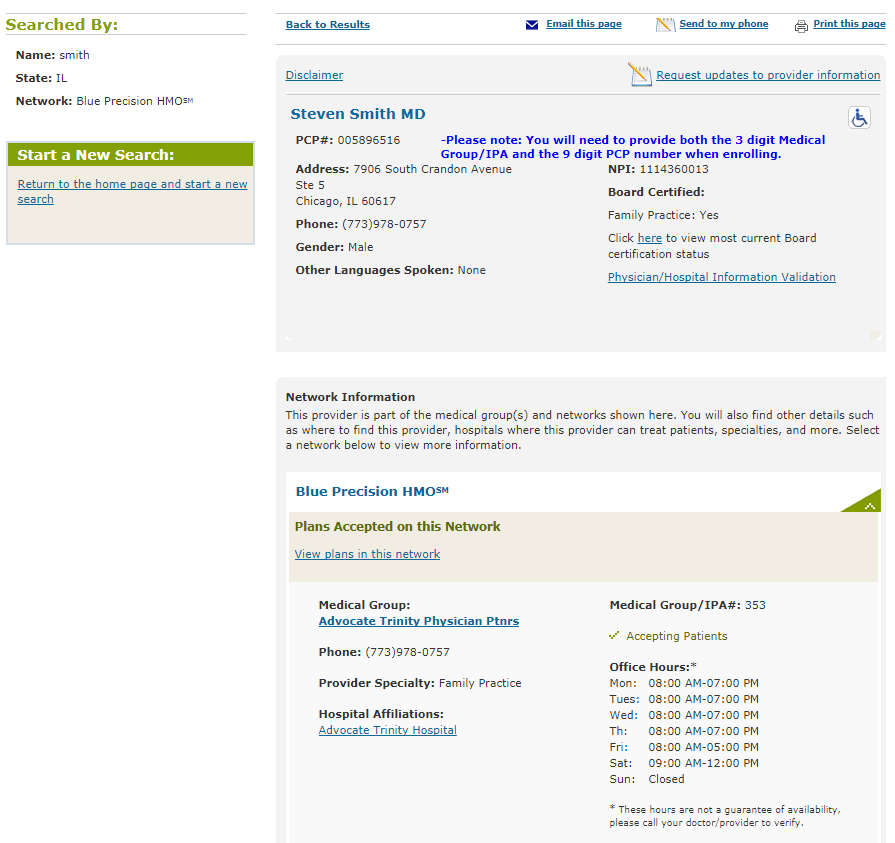 Searched By:
Name: smith
State: IL
Network: Blue Precision HMO℠
Start a New Search:
Return to the home page and start a new
search
Back to Results
Email this page
Send to my phone
Print this page
Disclaimer
Request updates to provider information
Steven Smith MD
PCP#: 005896516
-Please note: You will need to provide both the 3 digit Medical
Group/IPA and the 9 digit PCP number when enrolling.
Address: 7906 South Crandon Avenue
Ste 5
Chicago, IL 60617
Phone: (773)978-0757
Gender: Male
Other Languages Spoken: None
NPI: 1114360013
Board Certified:
Family Practice: Yes
Click here to view most current Board
certification status
Physician/Hospital Information Validation
Network Information
This provider is part of the medical group(s) and networks shown here. You will also find other details such
as where to find this provider, hospitals where this provider can treat patients, specialties, and more. Select
a network below to view more information.
Blue Precision HMO℠
Plans Accepted on this Network
View plans in this network
Medical Group:
Advocate Trinity Physician Ptnrs
Phone: (773)978-0757
Provider Specialty: Family Practice
Hospital Affiliations:
Advocate Trinity Hospital
Medical Group/IPA#: 353
Accepting Patients
Office Hours:*
Mon: 08:00 AM-07:00 PM
Tues: 08:00 AM-07:00 PM
Wed: 08:00 AM-07:00 PM
Th: 08:00 AM-07:00 PM
Fri: 08:00 AM-05:00 PM
Sat: 09:00 AM-12:00 PM
Sun: Closed
* These hours are not a guarantee of availability,
please call your doctor/provider to verify.